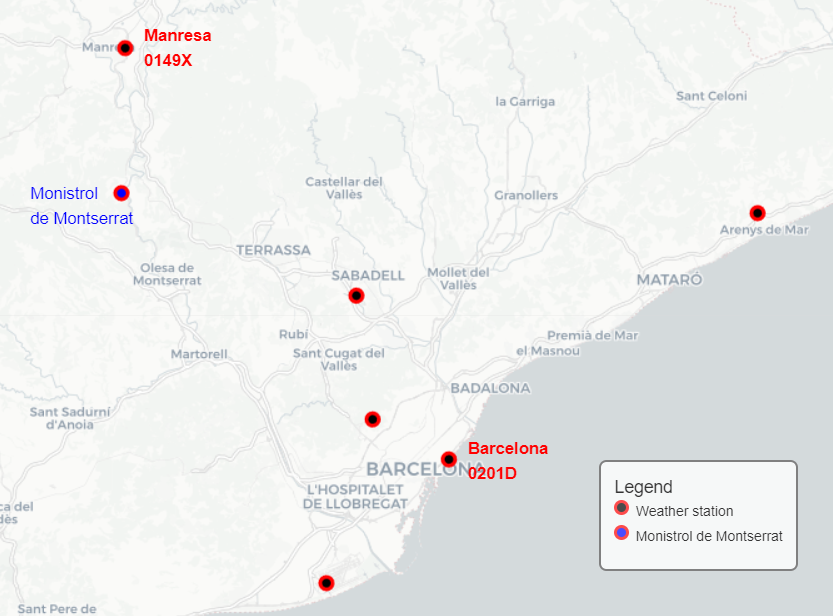 Manresa
Manre
0149X
Sant Celoni
la Garriga
Castellar del
Vallès
Granollers
Monistrol
de Montserrat
Arenys de Mar
TERRASSA
Olesa de
Montserrat
SABADELL
Mollet del
Vallès
MATARÓ
Rubí
Premià de Mar
el Masnou
Martorell
Sant Cugat del
Vallès
BADALONA
Sant Sadurní
d'Anoia
Barcelona
BARCELONA
0201D
L'HOSPITALET
DE LLOBREGAT
ca del
dès
Sant Pere de
Legend
Weather station
Monistrol de Montserrat